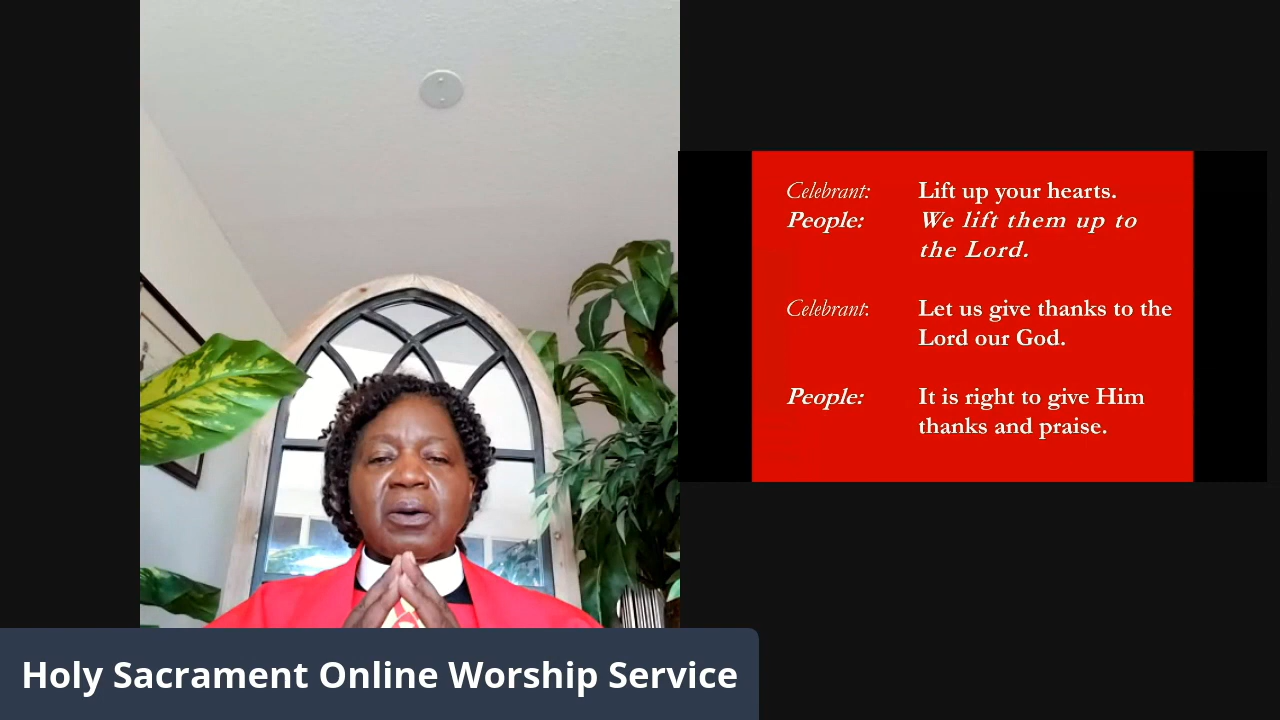 Celebrant: Lift up your hearts.
People: We lift them up to
the Lord.
Celebrant: Let us give thanks to the
Lord our God.
People: It is right to give Him
thanks and praise.
Holy Sacrament Online Worship Service